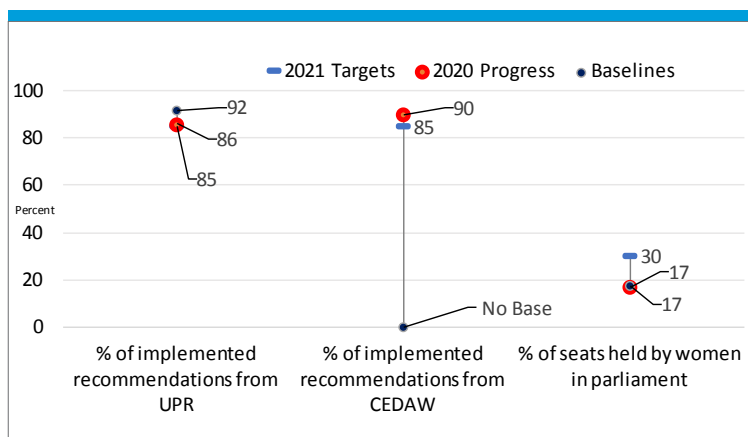 2021 Targets 2020 Progress Baselines
100
80
60
Percent
40
20
0
92
86
85
90
85
No Base
30
17
17
% of implemented recommendations from UPR
% of implemented recommendations from CEDAW
% of seats held by women in parliament